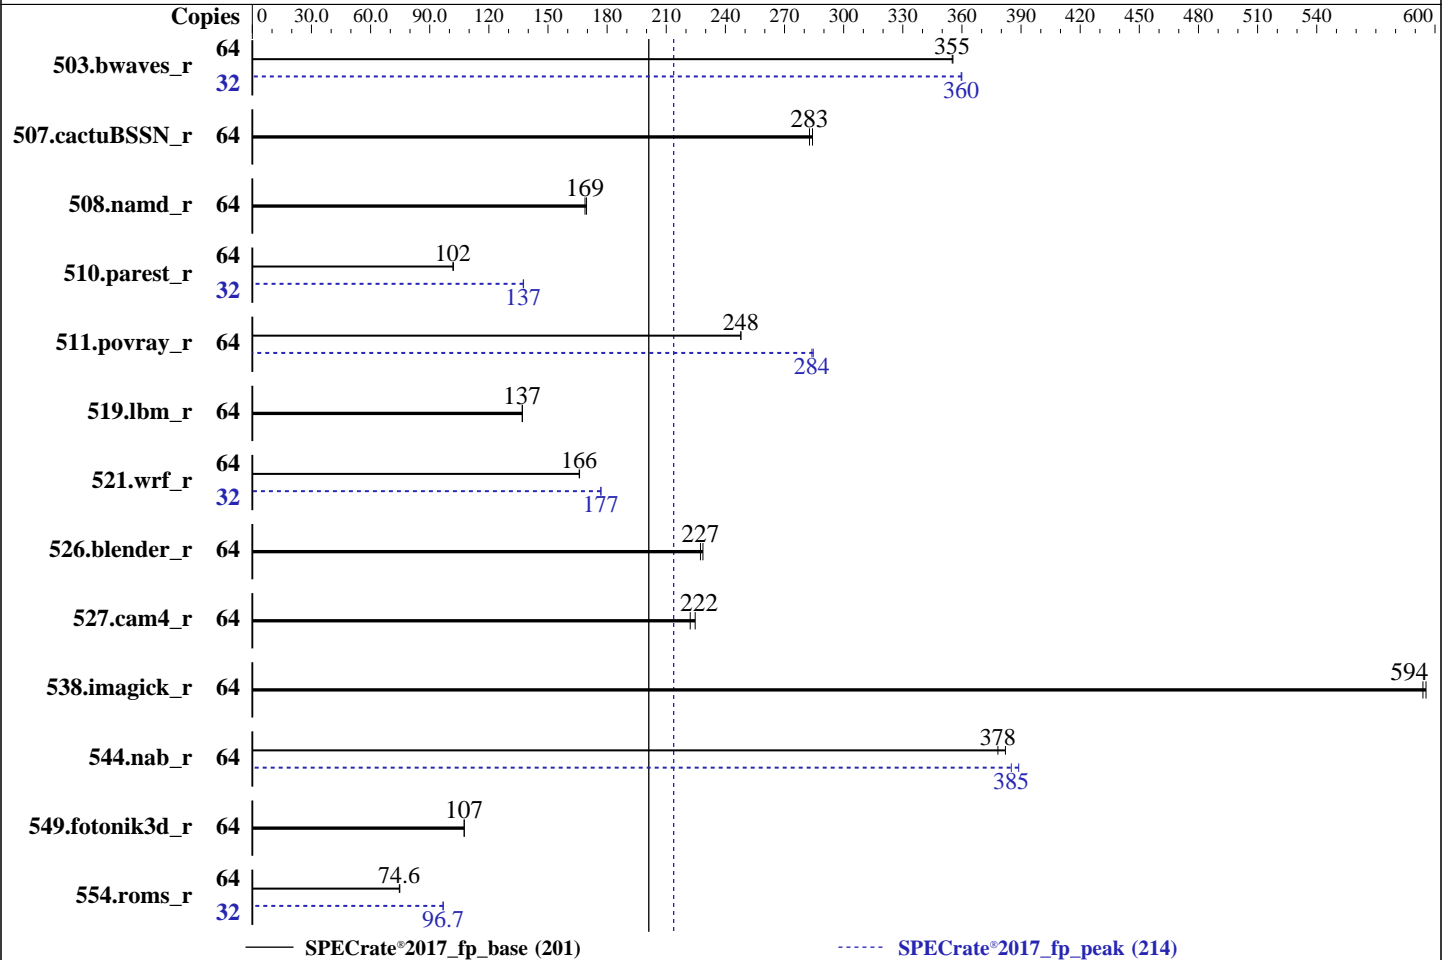 Copies 0 30.0 60.0 90.0 120 150 180 210 240 270 300 330 360 390 420 450 480 510 540 600
503.bwaves_r 64 355
32 360
507.cactuBSSN_r 64 283
508.namd_r 64 169
510.parest_r 64 102
32 137
511.povray_r 64 248
284
519.lbm_r 64 137
521.wrf_r 64 166
32 177
526.blender_r 64 227
527.cam4_r 64 222
538.imagick_r 64 594
544.nab_r 64 378
385
549.fotonik3d_r 64 107
554.roms_r 64 74.6
32 96.7
SPECrate®2017_fp_base (201) SPECrate®2017_fp_peak (214)